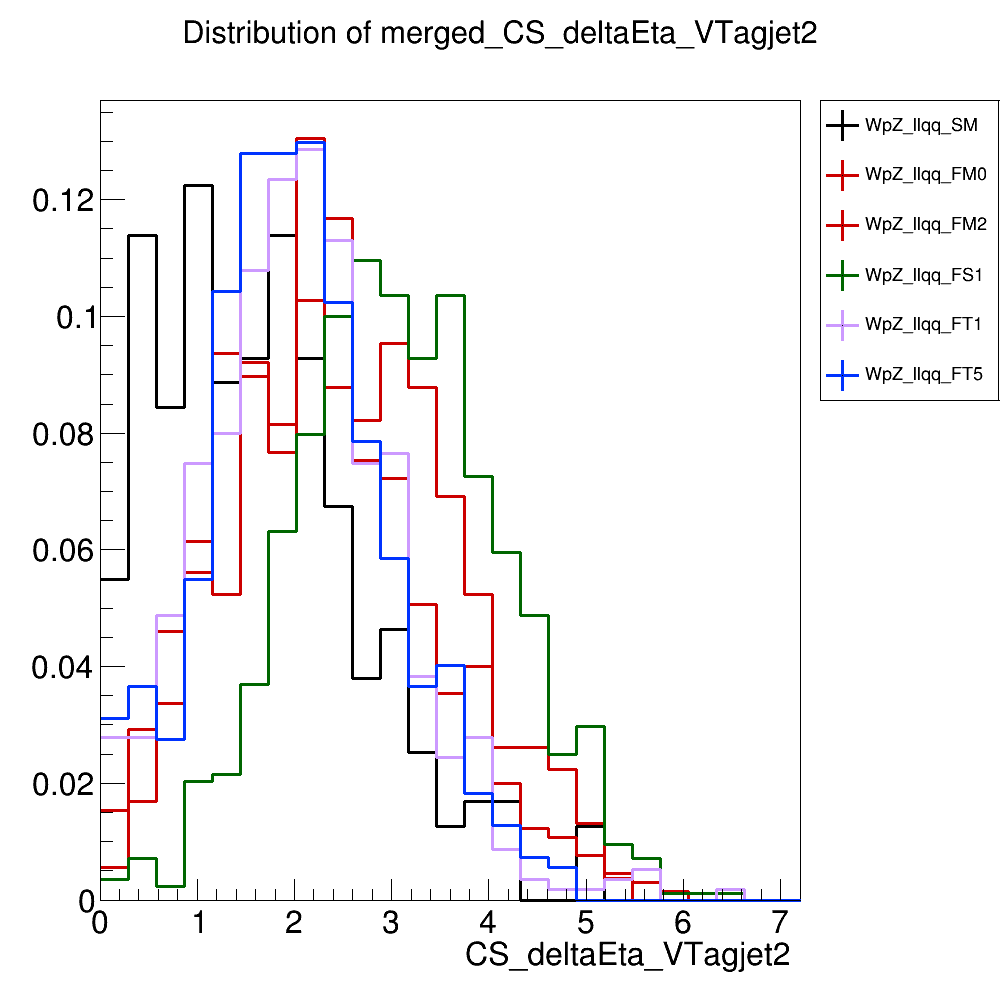 Distribution of merged_CS_deltaEta_VTagjet2
WpZ_llqq_SM
WpZ_llqq_FM0
WpZ_llqq_FM2
WpZ_llqq_FS1
WpZ_llqq_FT1
WpZ_llqq_FT5
0.12
0.1
0.08
0.06
0.04
0.02
0
0 1 2 3 4 5 6 7
CS_deltaEta_VTagjet2